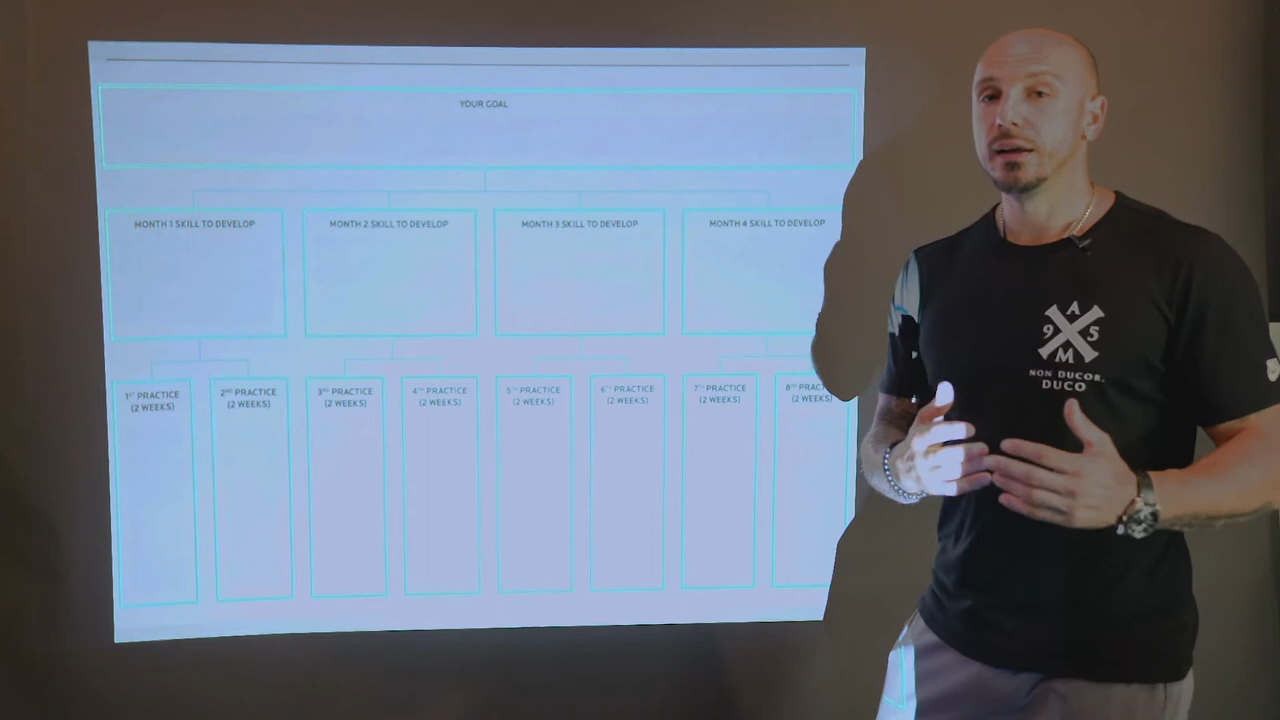 YOUR GOAL
MONTH 1 SKILL TO DEVELOP
MONTH 2 SKILL TO DEVELOP
MONTH 3 SKILL TO DEVELOP
MONTH 4 SKILL TO DEVELOP
1ST PRACTICE
(2 WEEKS)
2ND PRACTICE
(2 WEEKS)
3RD PRACTICE
(2 WEEKS)
4TH PRACTICE
(2 WEEKS)
5TH PRACTICE
(2 WEEKS)
6TH PRACTICE
(2 WEEKS)
7TH PRACTICE
(2 WEEKS)
8TH PRACTICE
(2 WEEKS)
A
9 5
M
NON DUCOR.
DUCO